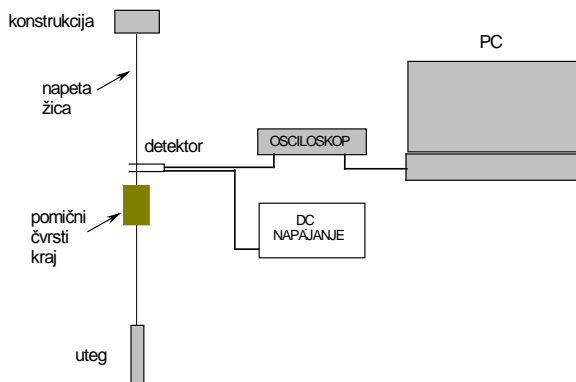 konstrukcija
PC
napeta
žica
detektor
OSCILOSKOP
pomični
čvrsti
kraj
DC
NAPAJANJE
uteg